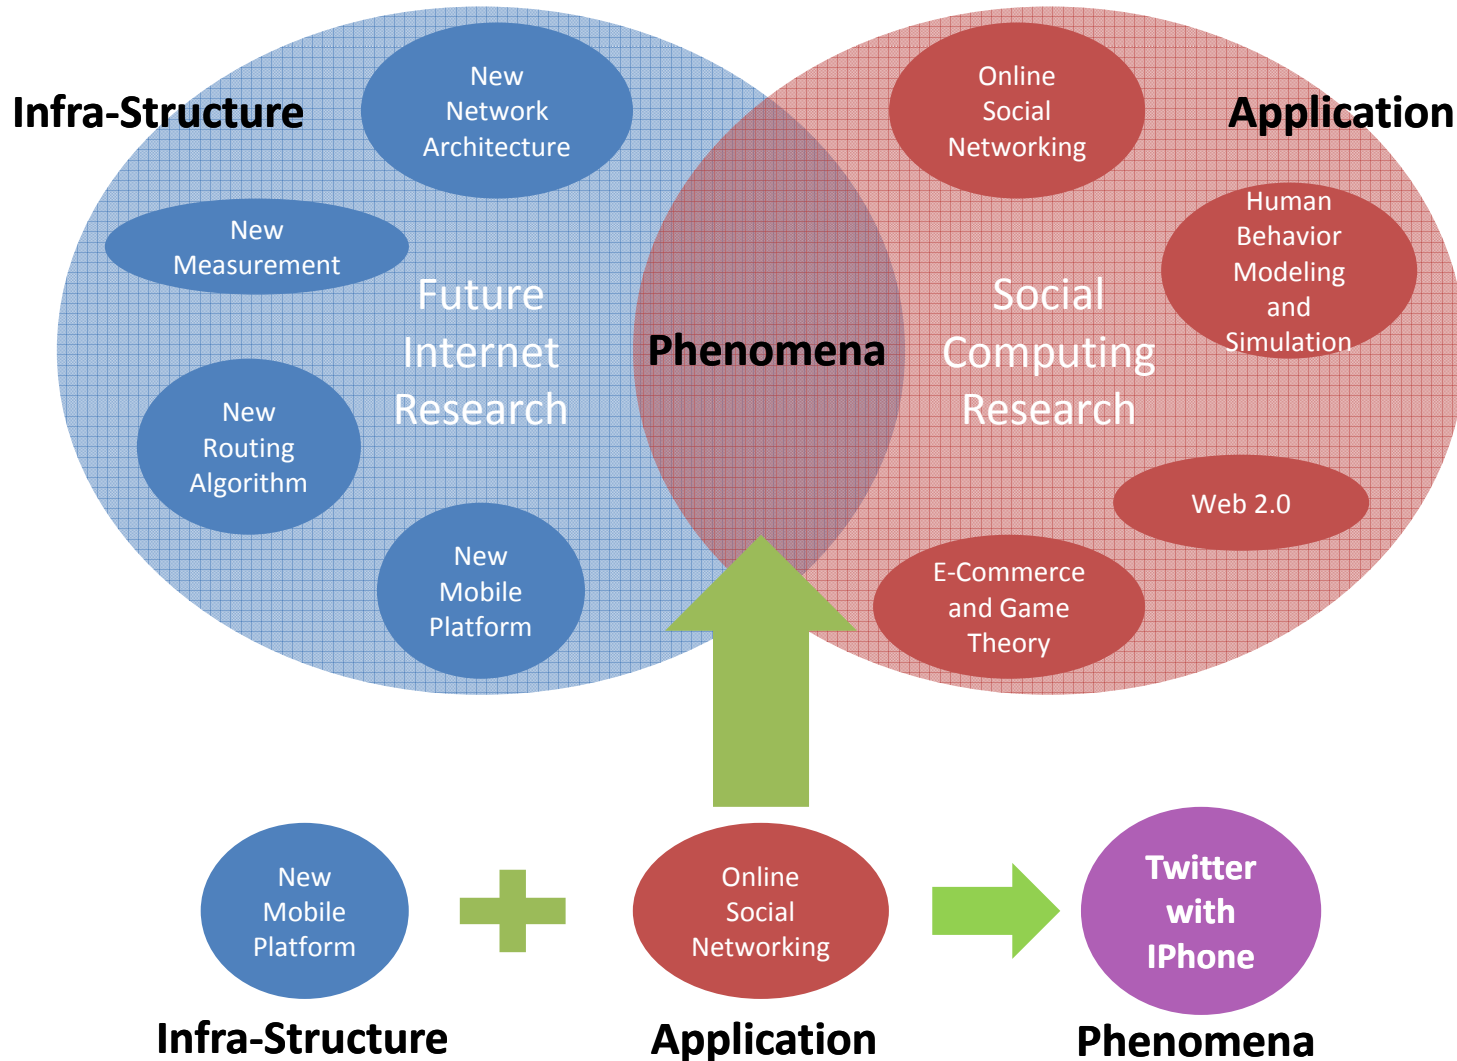 Infra-Structure
New
Network
Architecture
Online
Social
Networking
Application
New
Measurement
Human
Behavior
Modeling
and
Simulation
Future
Internet
Research
Phenomena
Social
Computing
Research
New
Routing
Algorithm
Web 2.0
New
Mobile
Platform
E-Commerce
and Game
Theory
New
Mobile
Platform
Online
Social
Networking
Twitter
with
IPhone
Infra-Structure
Application
Phenomena